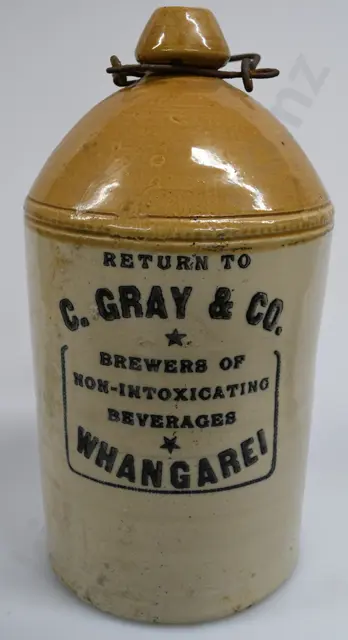 RETURN TO
C. GRAY & CO.
BREWERS OF
NON-INTOXICATING
BEVERAGES
WHANGAREI